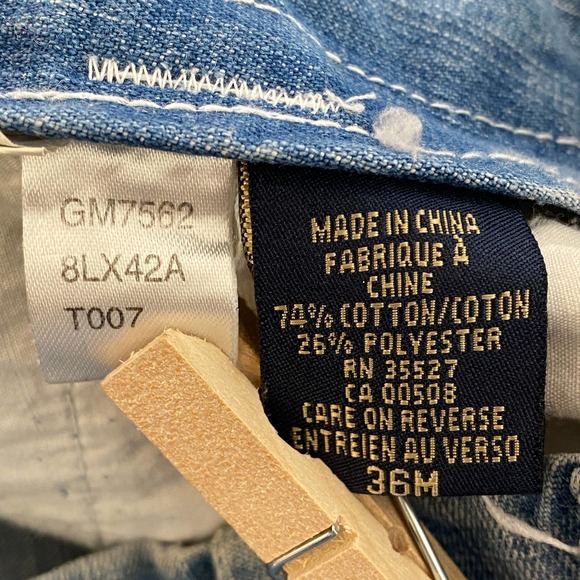 GM7562
8LX42A
T007
MADE IN CHINA
FABRIQUE À
CHINE
74% COTTON/COTON
26% POLYESTER
RN 35527
CA 00508
CARE ON REVERSE
ENTREIEN AU VERSO
36M